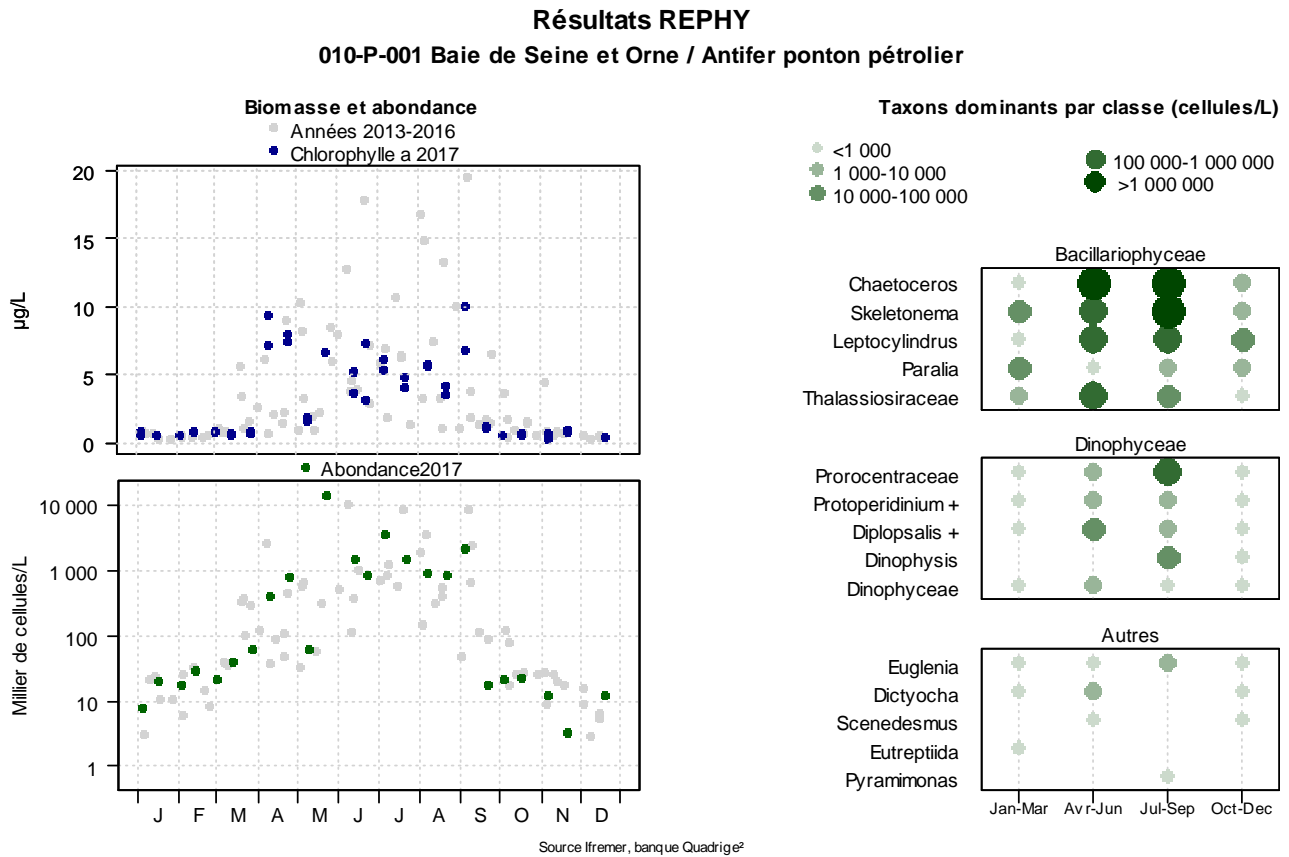 Résultats REPHY
010-P-001 Baie de Seine et Orne / Antifer ponton pétrolier
Biomasse et abondance
Années 2013-2016
Chlorophylle a 2017
20
15
10
5
0
µg/L
Abondance2017
10 000
1 000
100
10
1
Millier de cellules/L
J F M A M J J A S O N D
Taxons dominants par classe (cellules/L)
<1 000
1 000-10 000
10 000-100 000
100 000-1 000 000
>1 000 000
Bacillariophyceae
Chaetoceros
Skeletonema
Leptocylindrus
Paralia
Thalassiosiraceae
Dinophyceae
Prorocentraceae
Protoperidinium +
Diplopsalis +
Dinophysis
Dinophyceae
Autres
Euglenia
Dictyocha
Scenedesmus
Eutreptiida
Pyramimonas
Jan-Mar Avr-Jun Jul-Sep Oct-Dec
Source Ifremer, banque Quadrige²